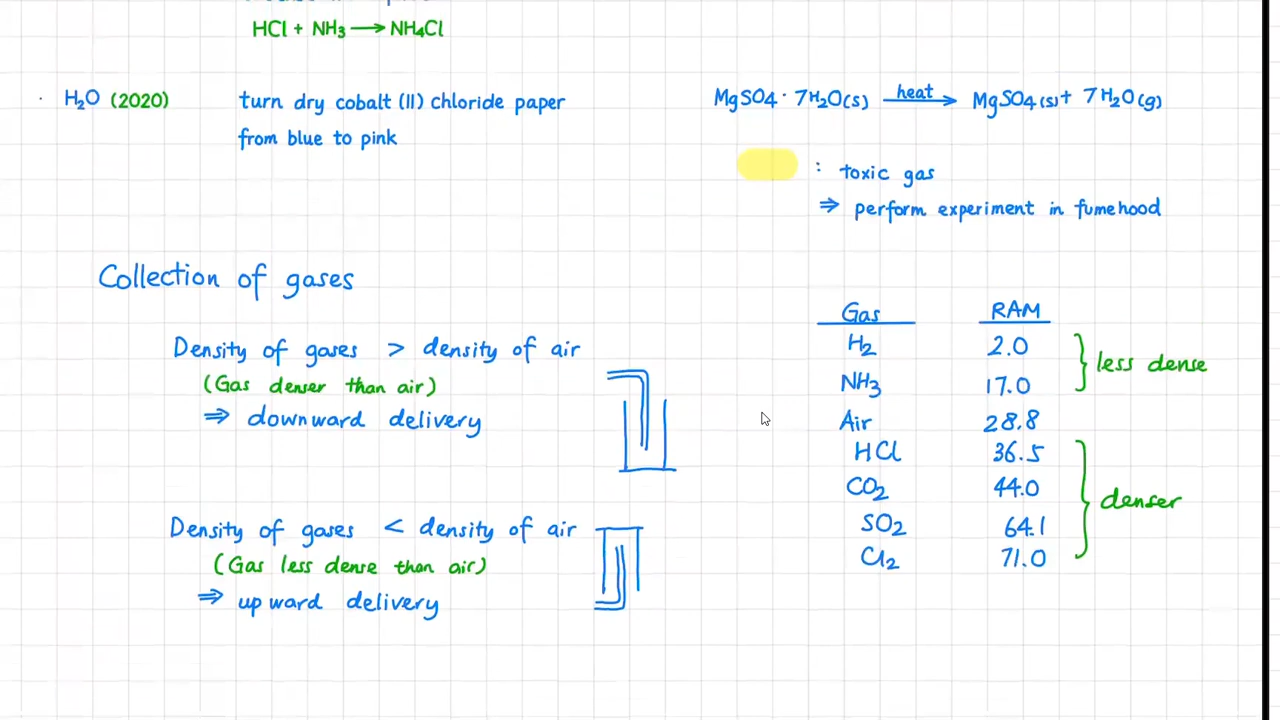 HCl + NH3 → NH4Cl
H2O (2020) turn dry cobalt (II) chloride paper
from blue to pink
MgSO4 · 7H2O(s) heat → MgSO4(s) + 7H2O(g)
: toxic gas
⇒ perform experiment in fumehood
Collection of gases
Density of gases > density of air
(Gas denser than air)
⇒ downward delivery
Density of gases < density of air
(Gas less dense than air)
⇒ upward delivery
Gas RAM
H2 2.0
NH3 17.0
less dense
Air 28.8
HCl 36.5
CO2 44.0
denser
SO2 64.1
Cl2 71.0